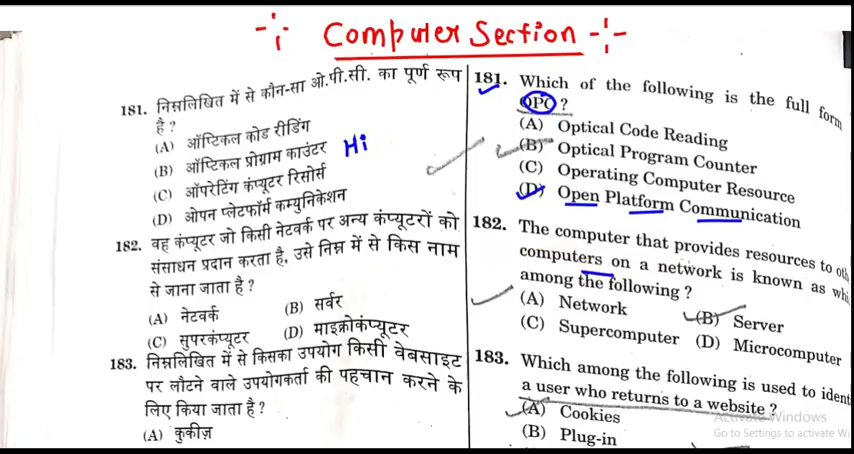 Computer Section
181. निम्नलिखित में से कौन-सा ओ.पी.सी. का पूर्ण रूप
है ?
(A) ऑप्टिकल कोड रीडिंग
(B) ऑप्टिकल प्रोग्राम काउंटर
Hi
(C) ऑपरेटिंग कंप्यूटर रिसोर्स
(D) ओपन प्लेटफॉर्म कम्युनिकेशन
182. वह कंप्यूटर जो किसी नेटवर्क पर अन्य कंप्यूटरों को
संसाधन प्रदान करता है, उसे निम्न में से किस नाम
से जाना जाता है ?
(A) नेटवर्क (B) सर्वर
(C) सुपरकंप्यूटर (D) माइक्रोकंप्यूटर
183. निम्नलिखित में से किसका उपयोग किसी वेबसाइट
पर लौटने वाले उपयोगकर्ता की पहचान करने के
लिए किया जाता है ?
(A) कुकीज़
181. Which of the following is the full form
OPC ?
(A) Optical Code Reading
(B) Optical Program Counter
(C) Operating Computer Resource
(D) Open Platform Communication
182. The computer that provides resources to oth
computers on a network is known as whi
among the following ?
(A) Network (B) Server
(C) Supercomputer (D) Microcomputer
183. Which among the following is used to ident
a user who returns to a website ?
(A) Cookies
(B) Plug-in
Activate Windows
Go to Settings to activate Wi